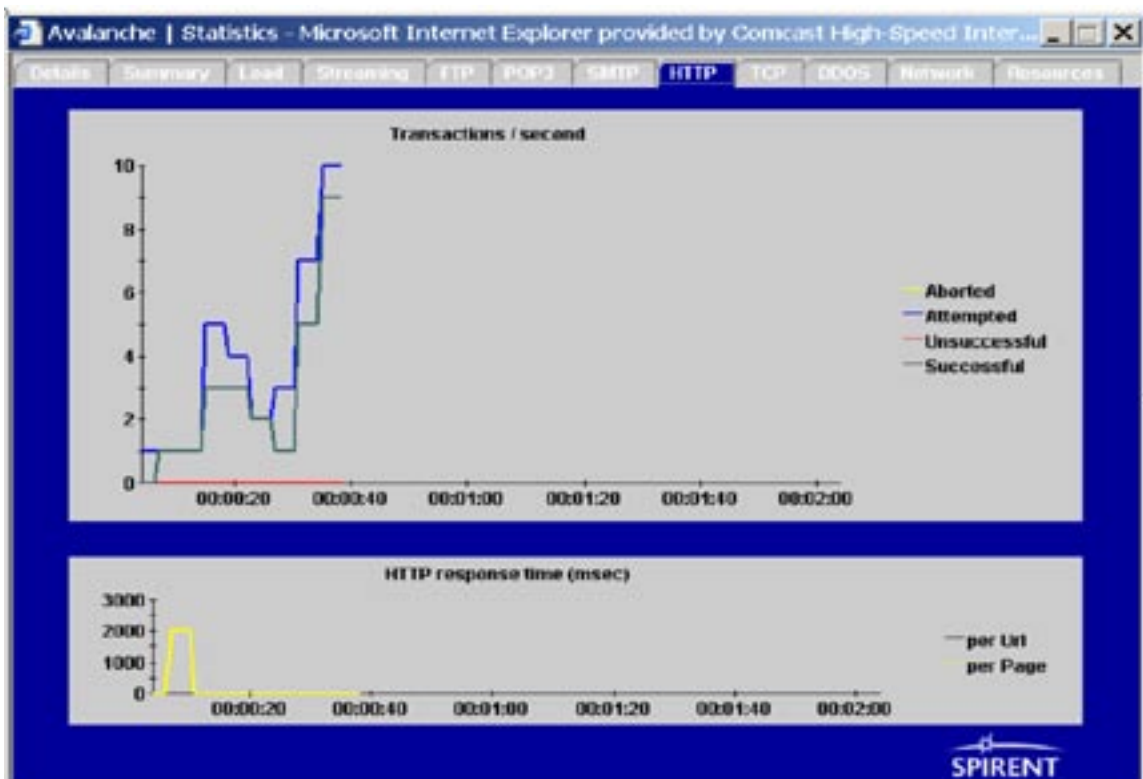 Avalanche | Statistics - Microsoft Internet Explorer provided by Comcast High-Speed Inter...
Details Summary Load Streaming FTP POP3 SMTP HTTP TCP DDOS Network Resources
Transactions / second
10
8
6
4
2
0
00:00:20 00:00:40 00:01:00 00:01:20 00:01:40 00:02:00
Aborted
Attempted
Unsuccessful
Successful
HTTP response time (msec)
3000
2000
1000
0
00:00:20 00:00:40 00:01:00 00:01:20 00:01:40 00:02:00
per Url
per Page
SPIRENT